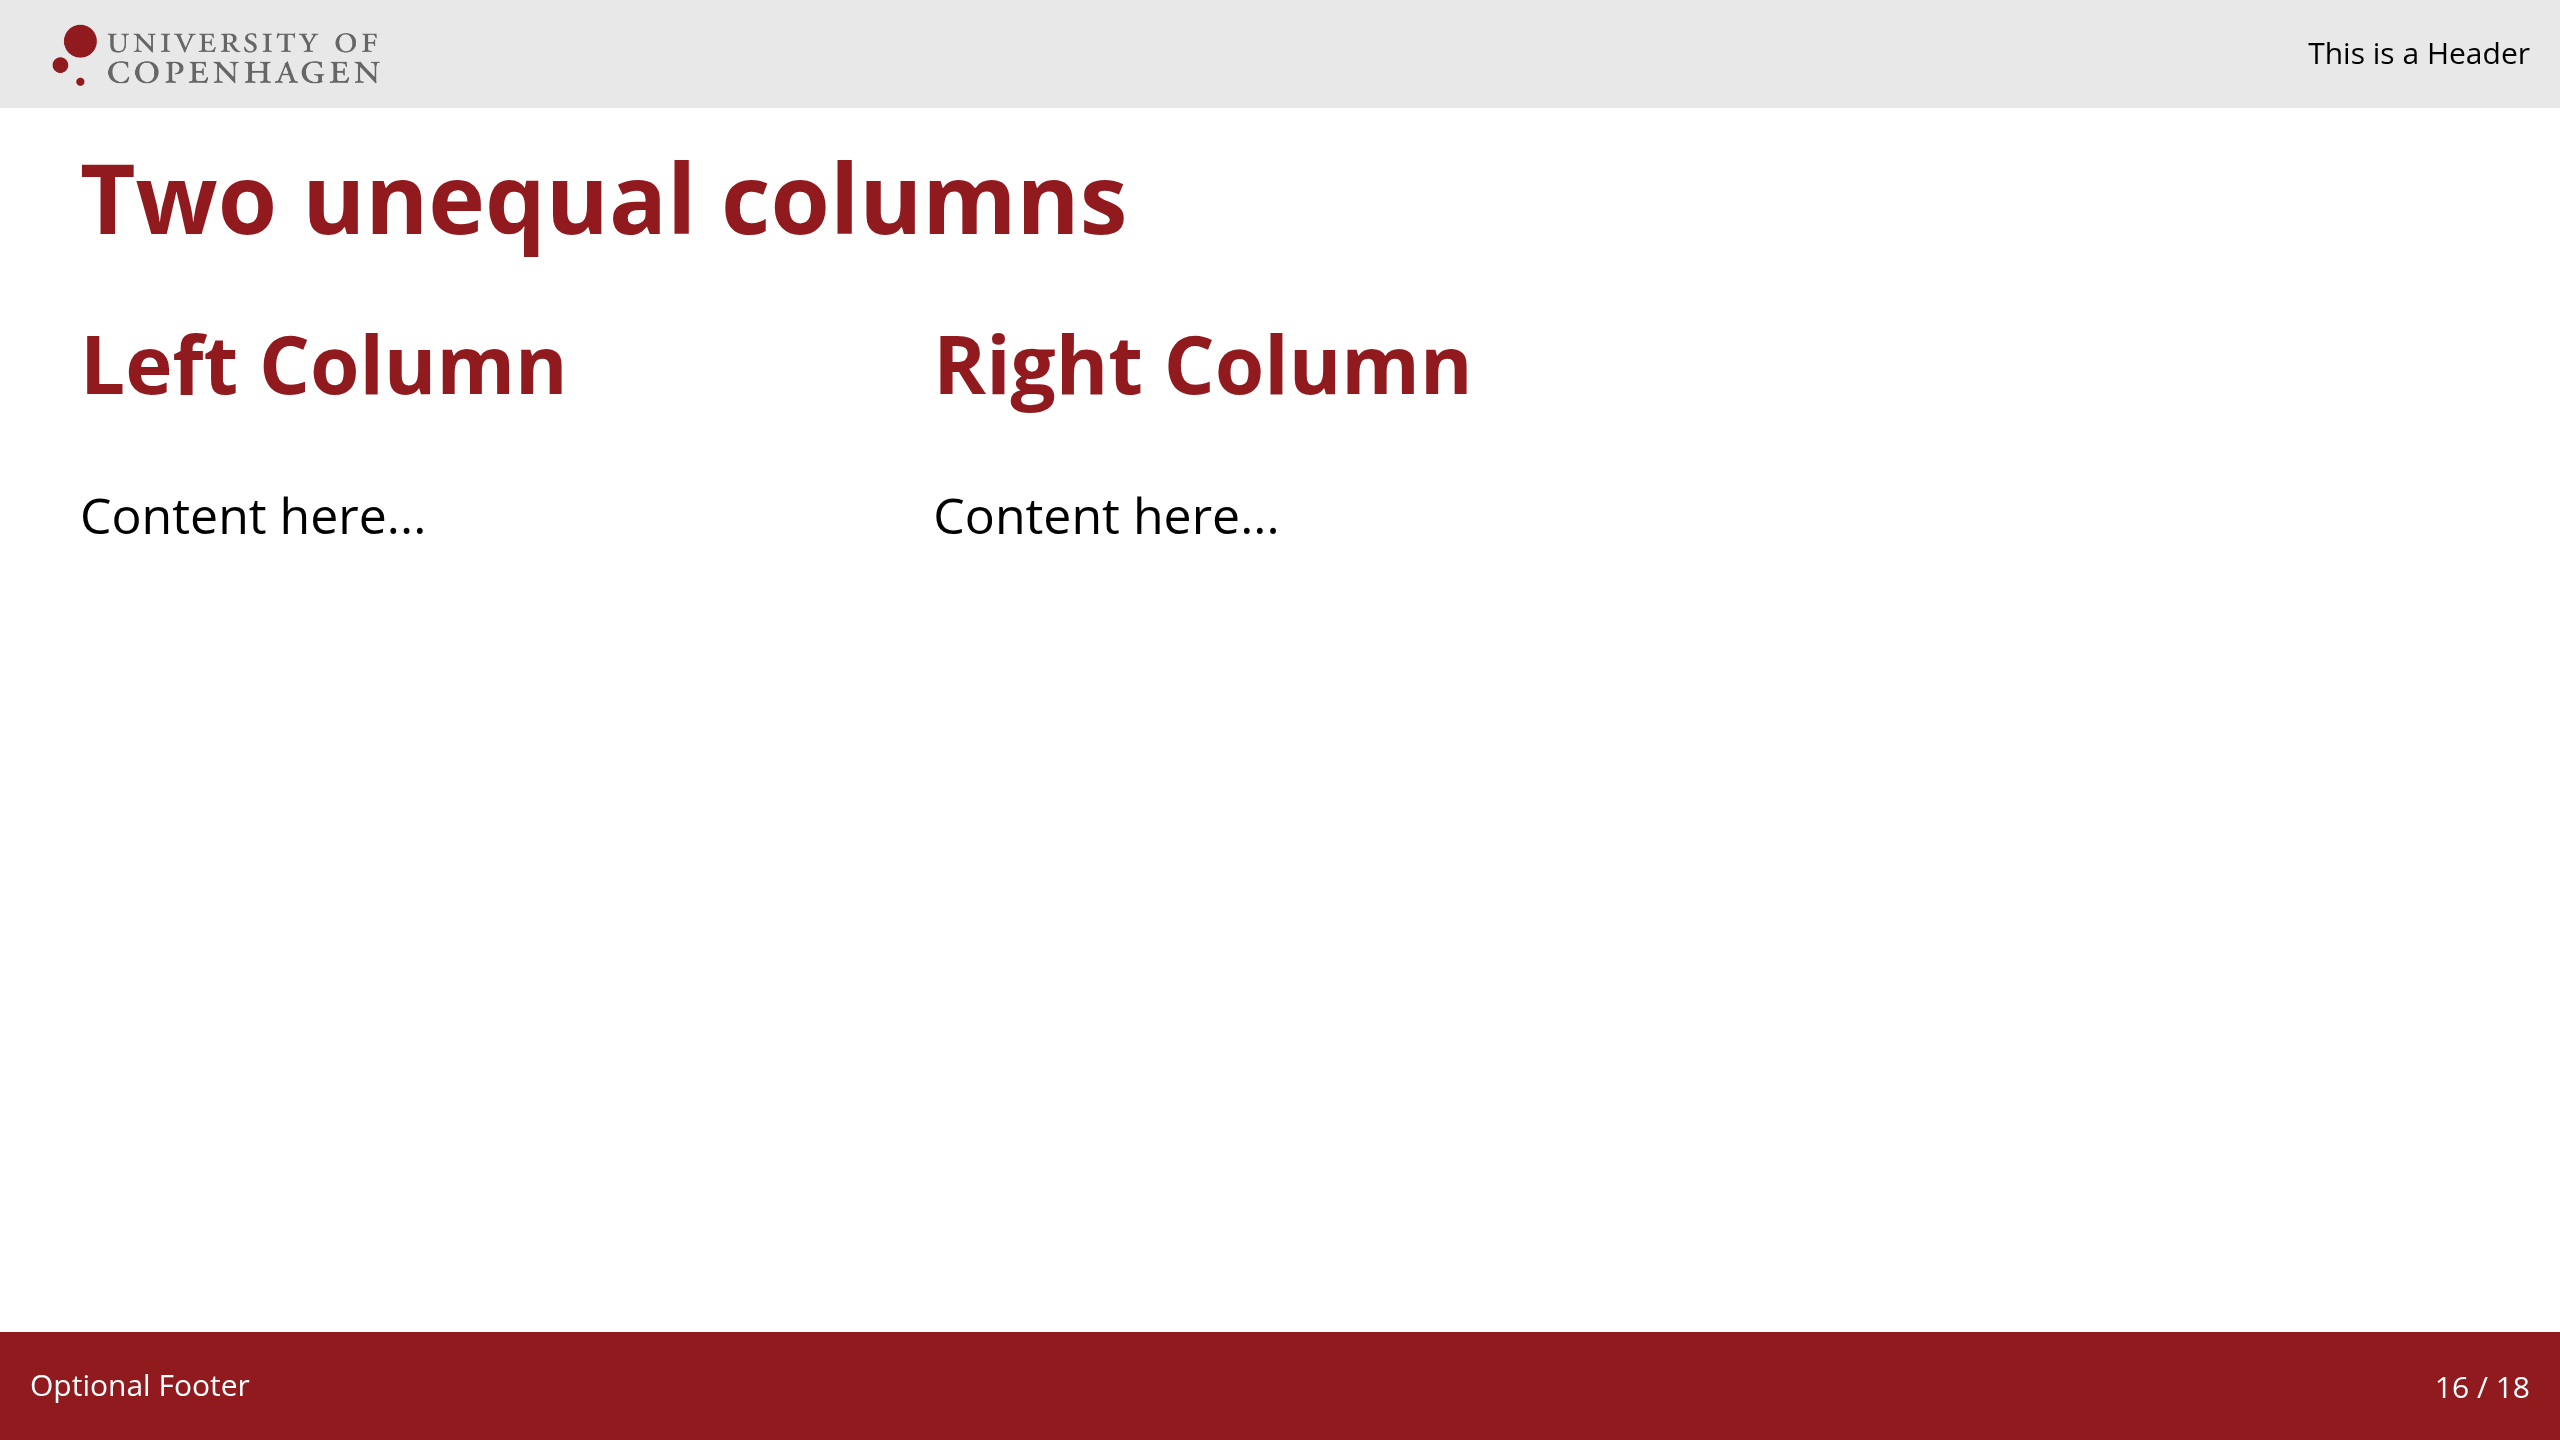 UNIVERSITY OF
COPENHAGEN
This is a Header
Two unequal columns
Left Column
Content here...
Right Column
Content here...
Optional Footer
16 / 18